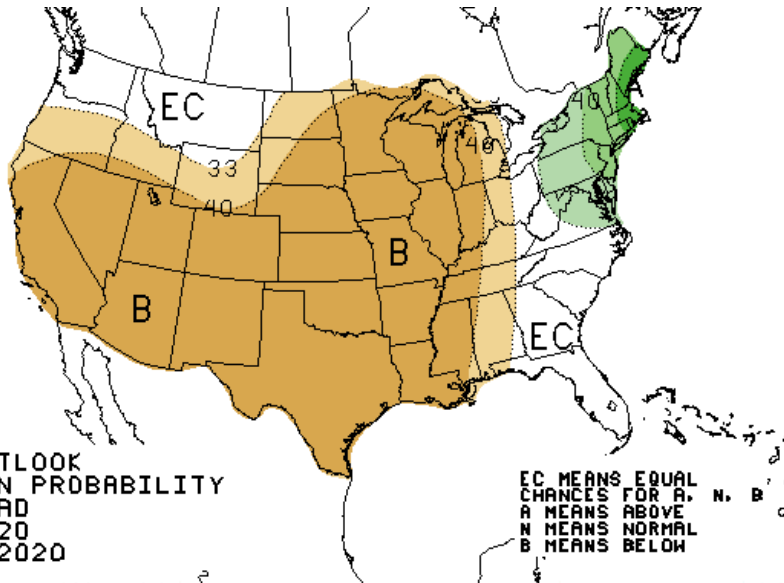 EC
A
40
40
33
40
B
B
EC
TLOOK
N PROBABILITY
AD
20
2020
EC MEANS EQUAL
CHANCES FOR A, N, B
A MEANS ABOVE
N MEANS NORMAL
B MEANS BELOW